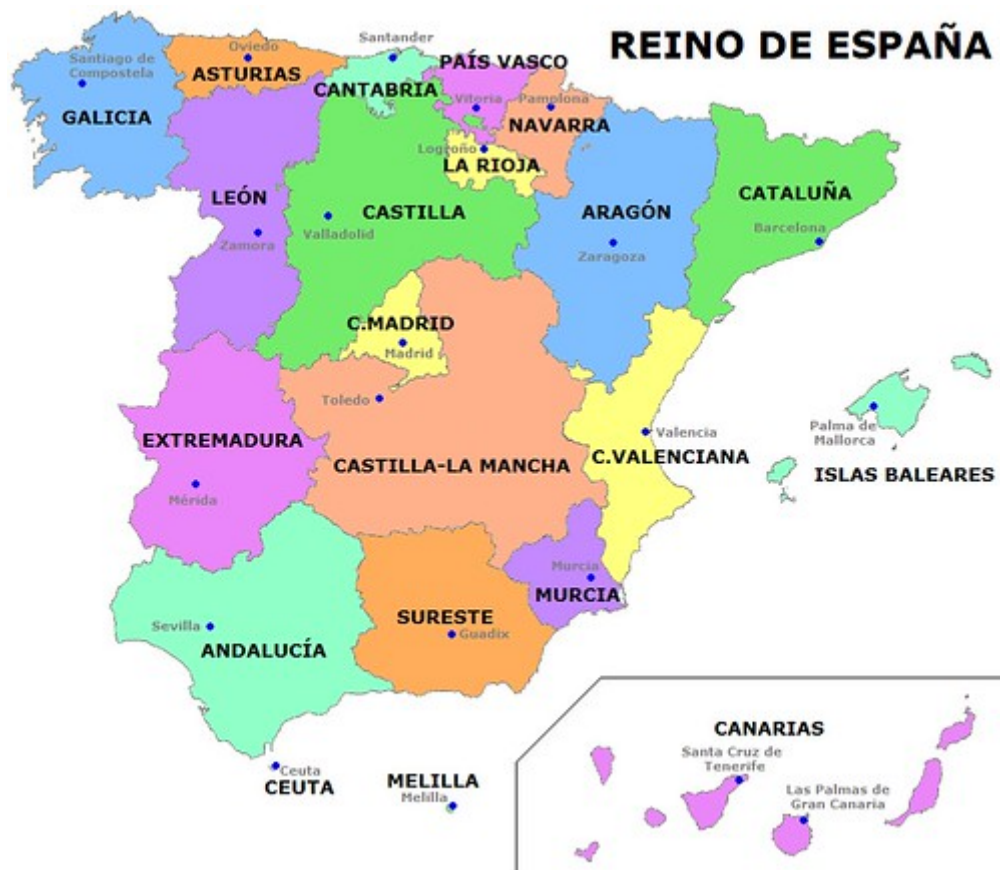 REINO DE ESPAÑA
Santander
Oviedo
ASTURIAS
Santiago de
Compostela
GALICIA
CANTABRIA
PAÍS VASCO
Vitoria
Pamplona
NAVARRA
Logroño
LA RIOJA
LEÓN
Zamora
CASTILLA
Valladolid
ARAGÓN
Zaragoza
CATALUÑA
Barcelona
C.MADRID
Madrid
Toledo
CASTILLA-LA MANCHA
EXTREMADURA
Mérida
Valencia
C.VALENCIANA
Palma de
Mallorca
ISLAS BALEARES
Murcia
MURCIA
SURESTE
Guadix
Sevilla
ANDALUCÍA
Ceuta
CEUTA
MELILLA
Melilla
CANARIAS
Santa Cruz de
Tenerife
Las Palmas de
Gran Canaria